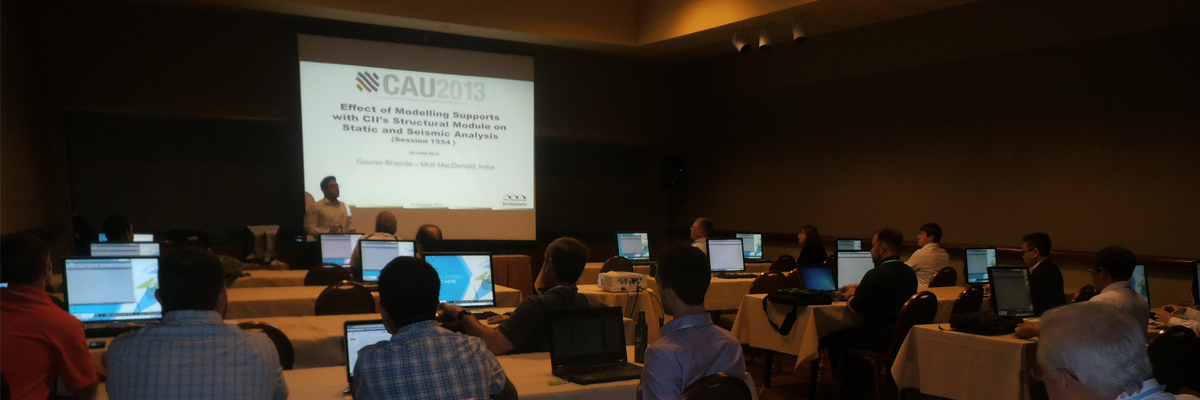 CAU2013
Effect of Modelling Supports
with CII's Structural Module on
Static and Seismic Analysis
(Session 1554 )
Gaurav Bhande – Mott MacDonald, India